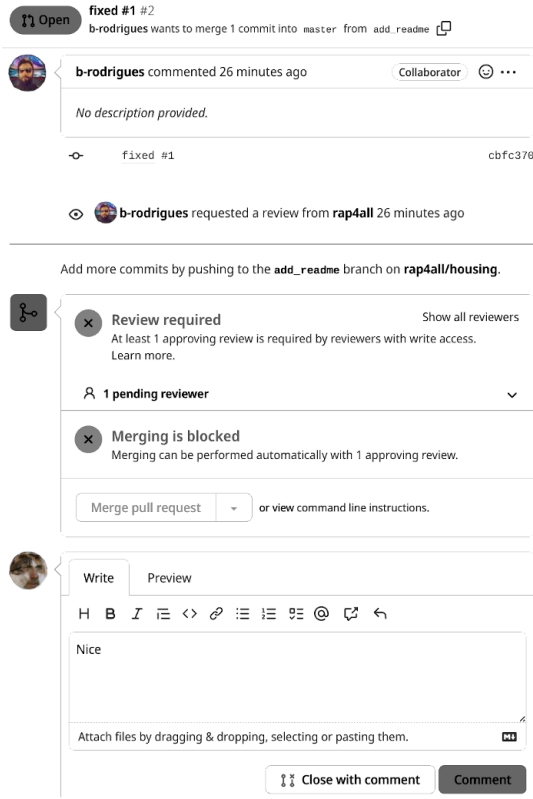 Open
fixed #1 #2
b-rodrigues wants to merge 1 commit into master from add_readme
b-rodrigues commented 26 minutes ago
Collaborator
No description provided.
fixed #1 cbfc370
b-rodrigues requested a review from rap4all 26 minutes ago
Add more commits by pushing to the add_readme branch on rap4all/housing.
Review required
Show all reviewers
At least 1 approving review is required by reviewers with write access.
Learn more.
1 pending reviewer
Merging is blocked
Merging can be performed automatically with 1 approving review.
Merge pull request or view command line instructions.
Write Preview
Nice
Attach files by dragging & dropping, selecting or pasting them.
Close with comment Comment